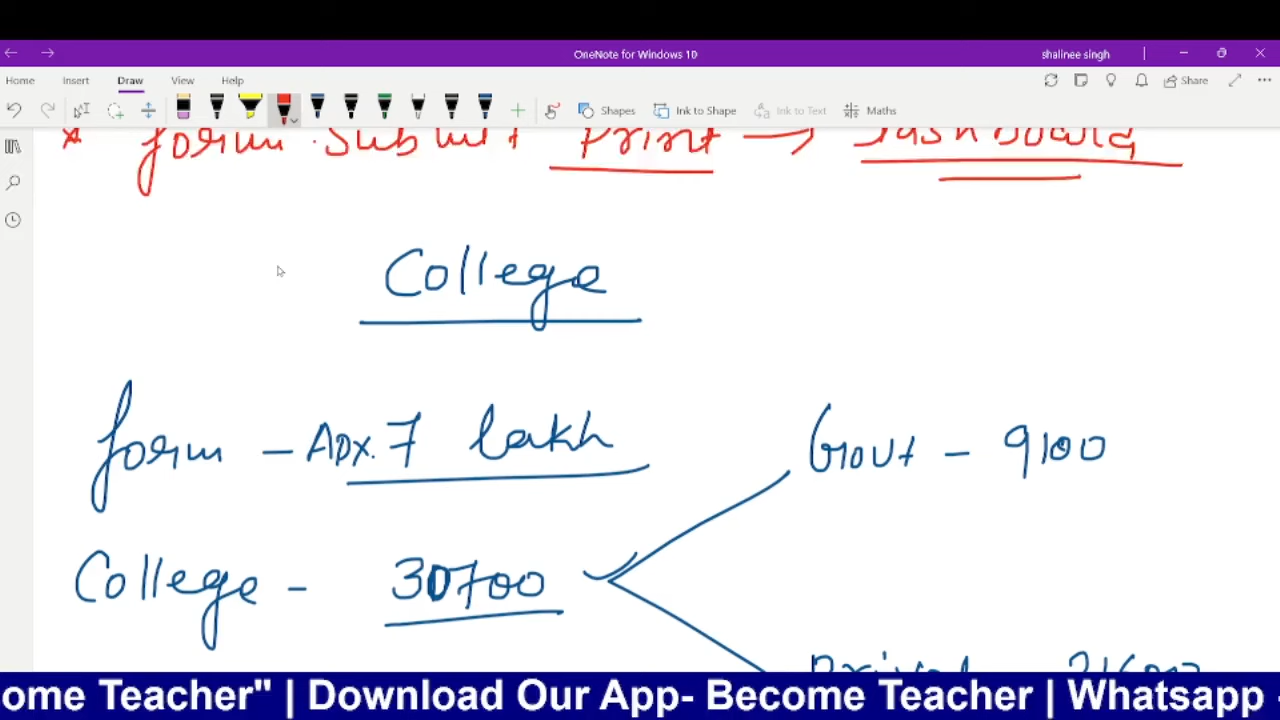 OneNote for Windows 10
shalinee singh
Home Insert Draw View Help
Share
Shapes Ink to Shape Ink to Text Maths
* form Submit Print → Dashboard
College
form - Apx. 7 lakh
Govt - 9100
College - 30700
ome Teacher" | Download Our App- Become Teacher | Whatsapp